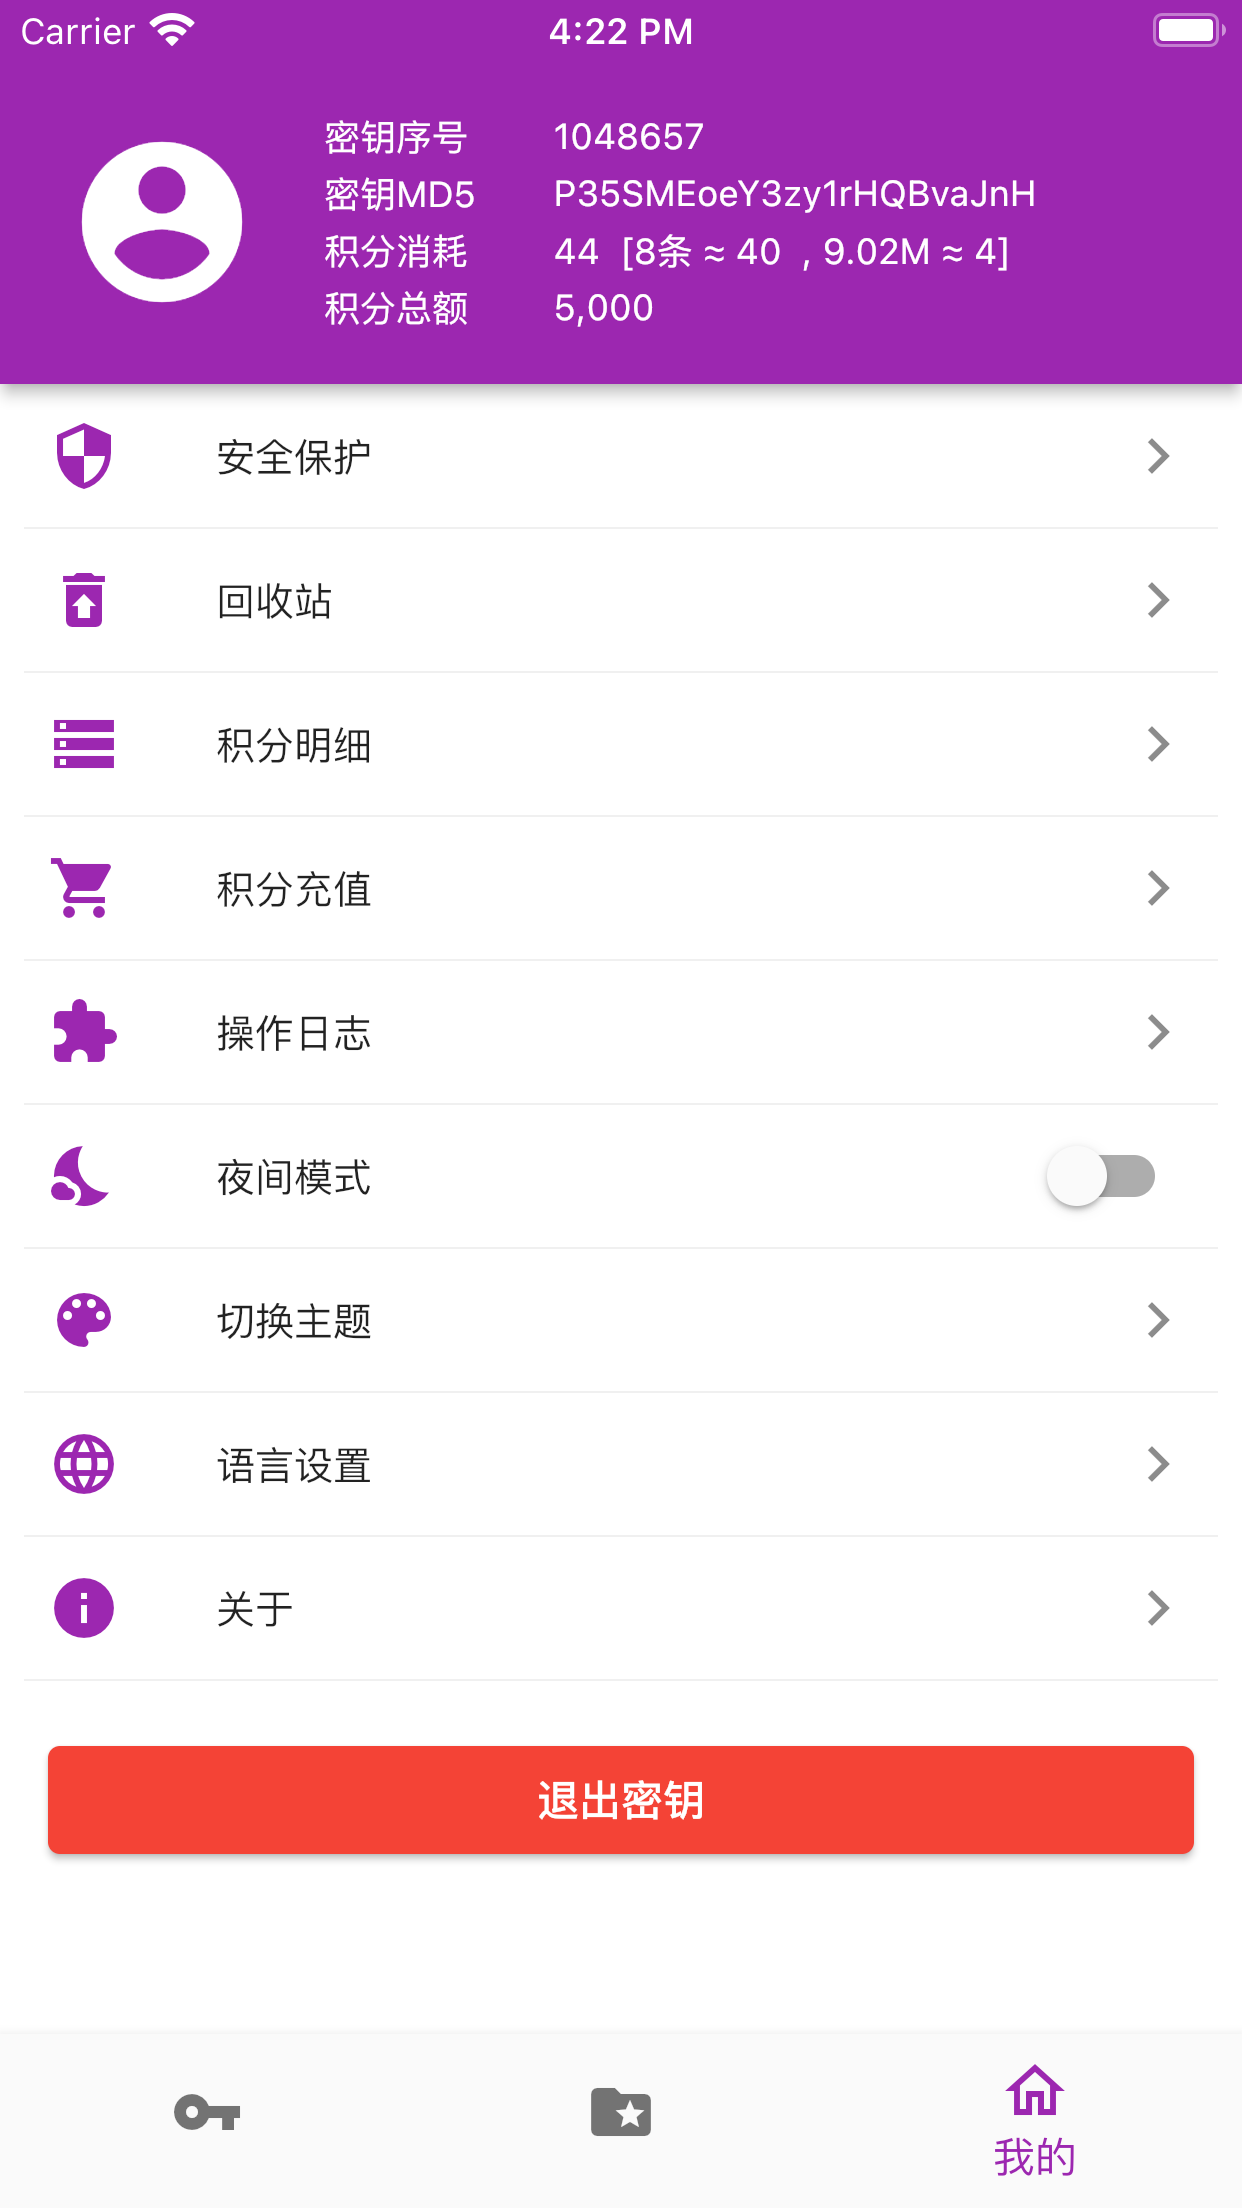 Carrier 4:22 PM
密钥序号 1048657
密钥MD5 P35SMEoeY3zy1rHQBvaJnH
积分消耗 44 [8条 ≈ 40 , 9.02M ≈ 4]
积分总额 5,000
安全保护
回收站
积分明细
积分充值
操作日志
夜间模式
切换主题
语言设置
关于
退出密钥
我的